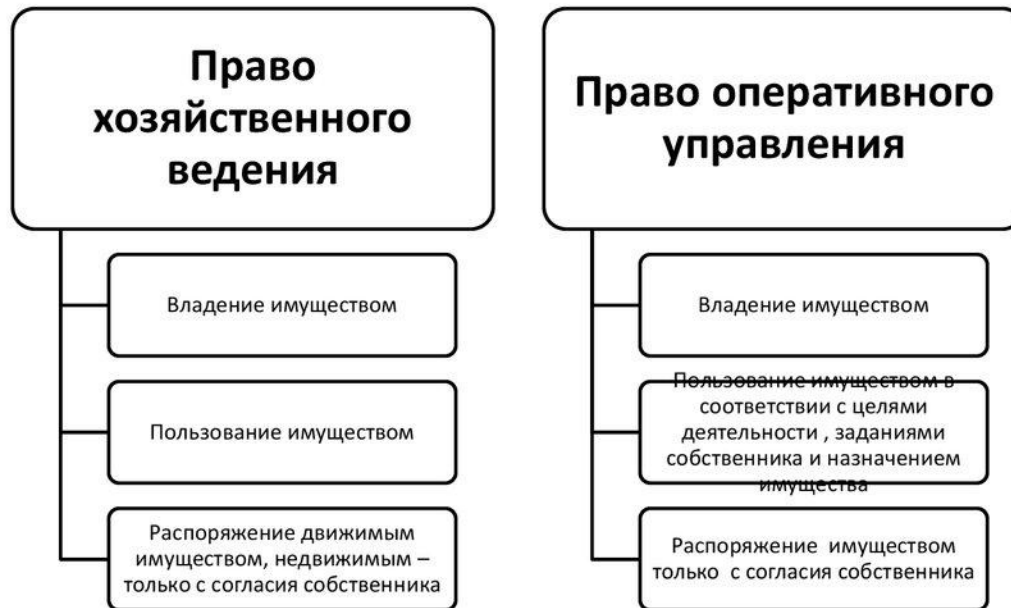 Право
хозяйственного
ведения
Владение имуществом
Пользование имуществом
Распоряжение движимым
имуществом, недвижимым –
только с согласия собственника
Право оперативного
управления
Владение имуществом
Пользование имуществом в
соответствии с целями
деятельности , заданиями
собственника и назначением
имущества
Распоряжение имуществом
только с согласия собственника